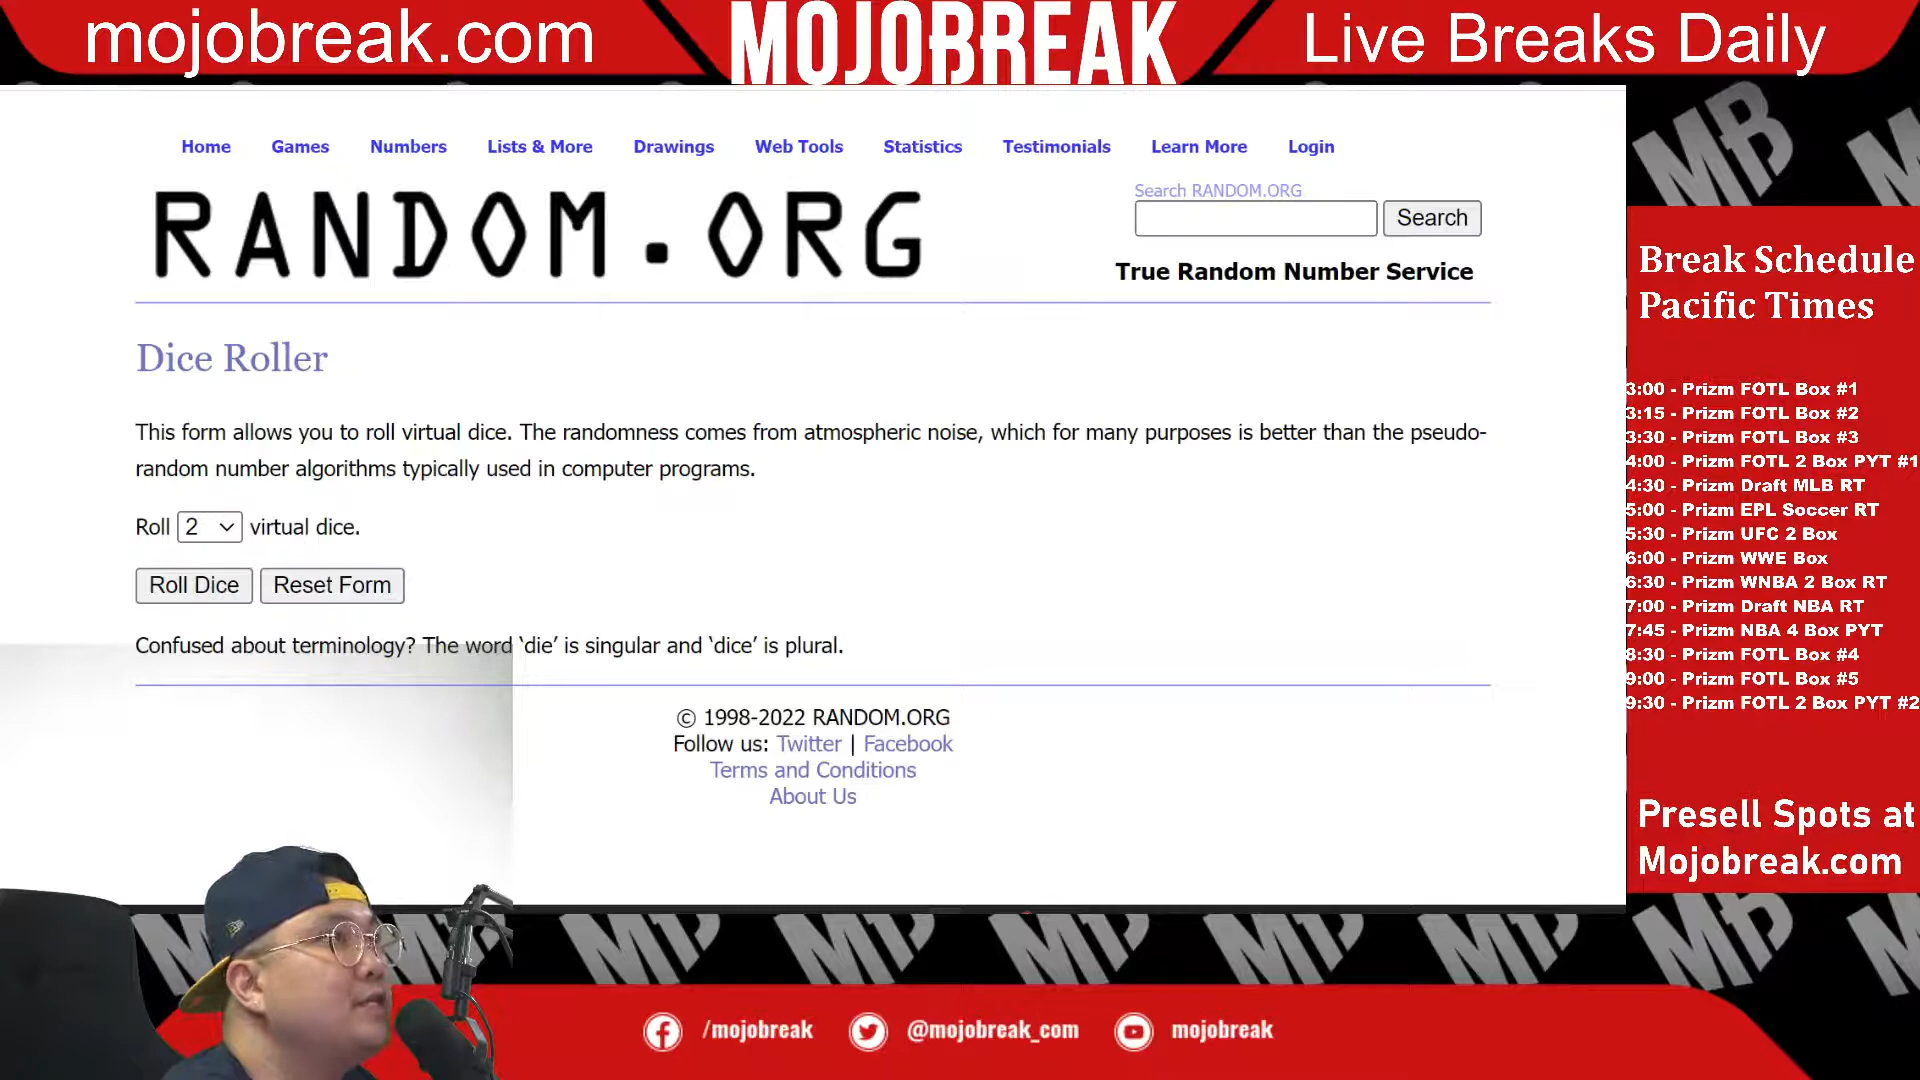 mojobreak.com
MOJOBREAK
Live Breaks Daily
Home Games Numbers Lists & More Drawings Web Tools Statistics Testimonials Learn More Login
RANDOM.ORG
Search RANDOM.ORG
Search
True Random Number Service
Dice Roller
This form allows you to roll virtual dice. The randomness comes from atmospheric noise, which for many purposes is better than the pseudo-
random number algorithms typically used in computer programs.
Roll 2 virtual dice.
Roll Dice Reset Form
Confused about terminology? The word ‘die’ is singular and ‘dice’ is plural.
© 1998-2022 RANDOM.ORG
Follow us: Twitter | Facebook
Terms and Conditions
About Us
MB
Break Schedule
Pacific Times
3:00 - Prizm FOTL Box #1
3:15 - Prizm FOTL Box #2
3:30 - Prizm FOTL Box #3
4:00 - Prizm FOTL 2 Box PYT #1
4:30 - Prizm Draft MLB RT
5:00 - Prizm EPL Soccer RT
5:30 - Prizm UFC 2 Box
6:00 - Prizm WWE Box
6:30 - Prizm WNBA 2 Box RT
7:00 - Prizm Draft NBA RT
7:45 - Prizm NBA 4 Box PYT
8:30 - Prizm FOTL Box #4
9:00 - Prizm FOTL Box #5
9:30 - Prizm FOTL 2 Box PYT #2
Presell Spots at
Mojobreak.com
/mojobreak @mojobreak_com mojobreak